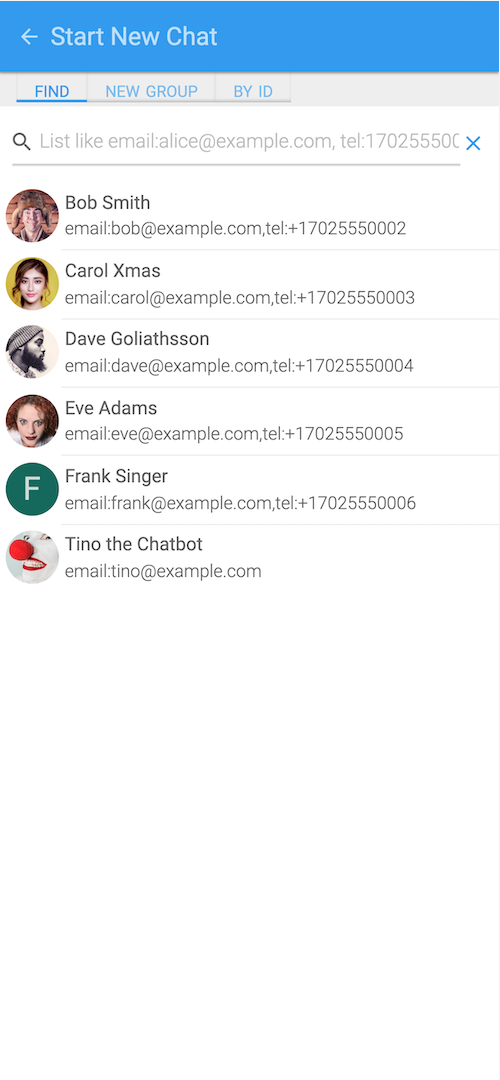 Start New Chat
FIND NEW GROUP BY ID
List like email:alice@example.com, tel:170255500
Bob Smith
email:bob@example.com,tel:+17025550002
Carol Xmas
email:carol@example.com,tel:+17025550003
Dave Goliathsson
email:dave@example.com,tel:+17025550004
Eve Adams
email:eve@example.com,tel:+17025550005
F
Frank Singer
email:frank@example.com,tel:+17025550006
Tino the Chatbot
email:tino@example.com